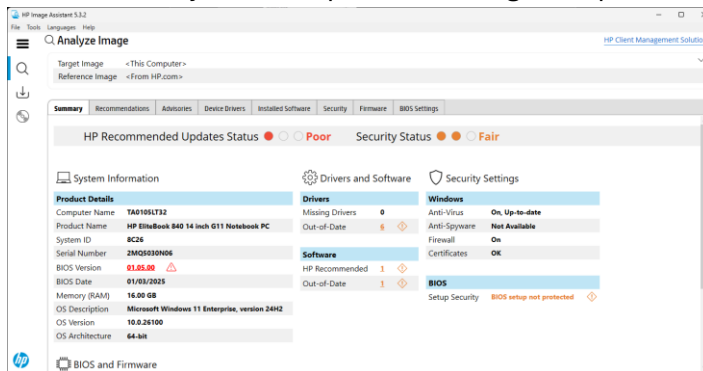 HP Image Assistant 5.3.2
File Tools Languages Help
Analyze Image
HP Client Management Solutio
Target Image <This Computer>
Reference Image <From HP.com>
Summary Recommendations Advisories Device Drivers Installed Software Security Firmware BIOS Settings
HP Recommended Updates Status Poor Security Status Fair
System Information
Product Details
Computer Name TA0105LT32
Product Name HP EliteBook 840 14 inch G11 Notebook PC
System ID 8C26
Serial Number 2MQ5030N06
BIOS Version 01.05.00
BIOS Date 01/03/2025
Memory (RAM) 16.00 GB
OS Description Microsoft Windows 11 Enterprise, version 24H2
OS Version 10.0.26100
OS Architecture 64-bit
BIOS and Firmware
Drivers and Software
Drivers
Missing Drivers 0
Out-of-Date 6
Software
HP Recommended 1
Out-of-Date 1
Security Settings
Windows
Anti-Virus On, Up-to-date
Anti-Spyware Not Available
Firewall On
Certificates OK
BIOS
Setup Security BIOS setup not protected
hp